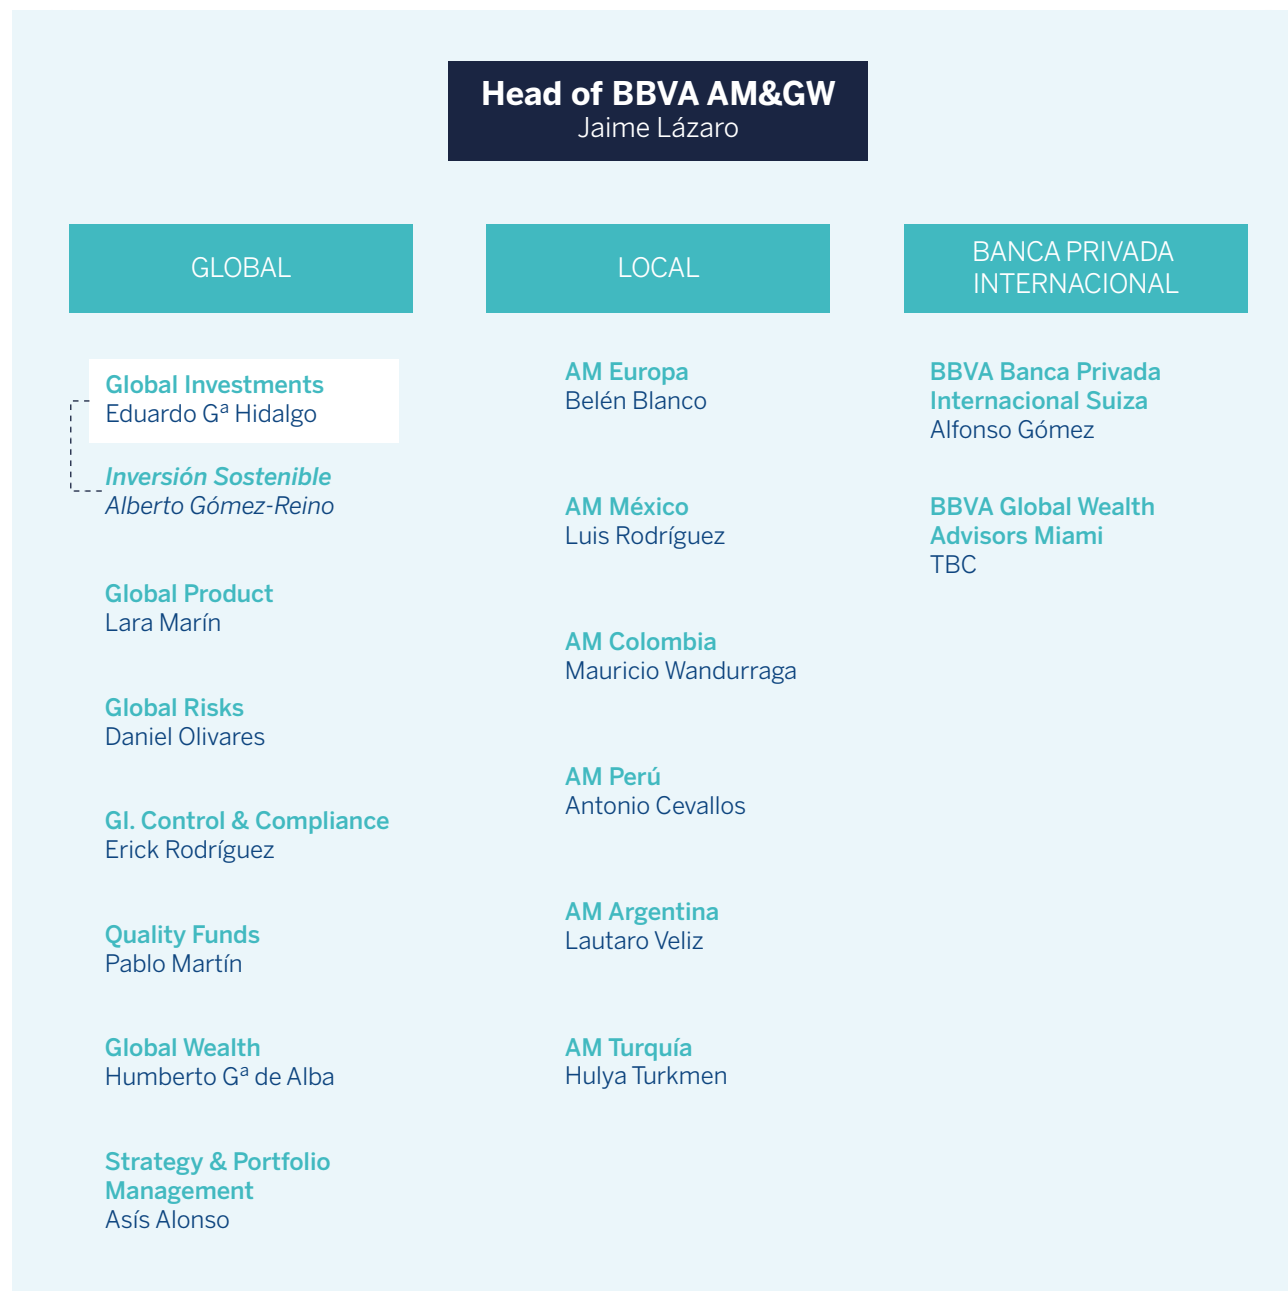 Head of BBVA AM&GW
Jaime Lázaro
GLOBAL
Global Investments
Eduardo Gª Hidalgo
Inversión Sostenible
Alberto Gómez-Reino
Global Product
Lara Marín
Global Risks
Daniel Olivares
Gl. Control & Compliance
Erick Rodríguez
Quality Funds
Pablo Martín
Global Wealth
Humberto Gª de Alba
Strategy & Portfolio
Management
Asís Alonso
LOCAL
AM Europa
Belén Blanco
AM México
Luis Rodríguez
AM Colombia
Mauricio Wandurraga
AM Perú
Antonio Cevallos
AM Argentina
Lautaro Veliz
AM Turquía
Hulya Turkmen
BANCA PRIVADA
INTERNACIONAL
BBVA Banca Privada
Internacional Suiza
Alfonso Gómez
BBVA Global Wealth
Advisors Miami
TBC